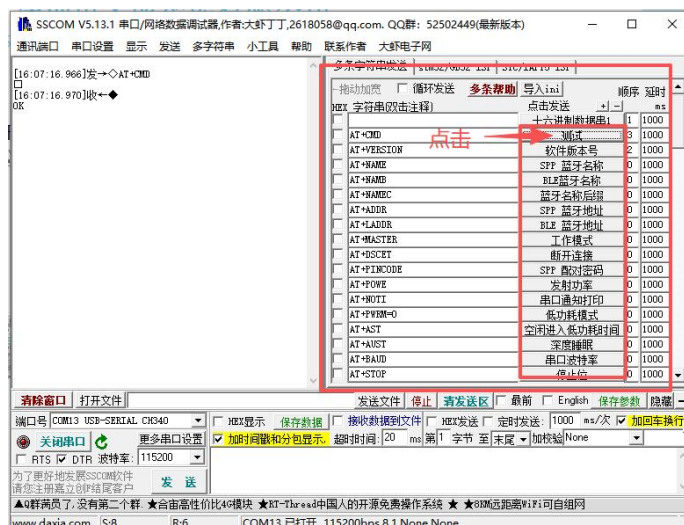 SSCOM V5.13.1 串口/网络数据调试器,作者:大虾丁丁,2618058@qq.com. QQ群：52502449(最新版本)
通讯端口 串口设置 显示 发送 多字符串 小工具 帮助 联系作者 大虾电子网
[16:07:16.966]发→◇AT+CMD
□
[16:07:16.970]收←◆
OK
多条字符串发送 | stm32/GD32 ISP | STC/IAP15 ISP |
拖动加宽 循环发送 多条帮助 导入ini 顺序 延时
HEX 字符串(双击注释) 点击发送 + - ms
十六进制数据串1 1 1000
AT+CMD 测试 3 1000
AT+VERSION 软件版本号 2 1000
AT+NAME SPP 蓝牙名称 0 1000
AT+NAMB BLE蓝牙名称 0 1000
AT+NAMEC 蓝牙名称后缀 0 1000
AT+ADDR SPP 蓝牙地址 0 1000
AT+LADDR BLE 蓝牙地址 0 1000
AT+MASTER 工作模式 0 1000
AT+DSCET 断开连接 0 1000
AT+PINCODE SPP 配对密码 0 1000
AT+POWE 发射功率 0 1000
AT+NOTI 串口通知打印 0 1000
AT+PWRM=0 低功耗模式 0 1000
AT+AST 空闲进入低功耗时间 0 1000
AT+AUST 深度睡眠 0 1000
AT+BAUD 串口波特率 0 1000
AT+STOP 停止位 0 1000
点击
清除窗口 打开文件 发送文件 停止 清发送区 最前 English 保存参数 隐藏
端口号 COM13 USB-SERIAL CH340 HEX显示 保存数据 接收数据到文件 HEX发送 定时发送: 1000 ms/次 加回车换行
关闭串口 更多串口设置 加时间戳和分包显示, 超时时间: 20 ms 第 1 字节 至 末尾 加校验 None
RTS DTR 波特率: 115200
为了更好地发展SSCOM软件
请您注册嘉立创F结尾客户
发 送
▲Q群满员了,没有第二个群. ★合宙高性价比4G模块 ★RT-Thread中国人的开源免费操作系统 ★ ★8KM远距离WiFi可自组网
www.daxia.com S:8 R:6 COM13 已打开 115200bps,8,1,None,None